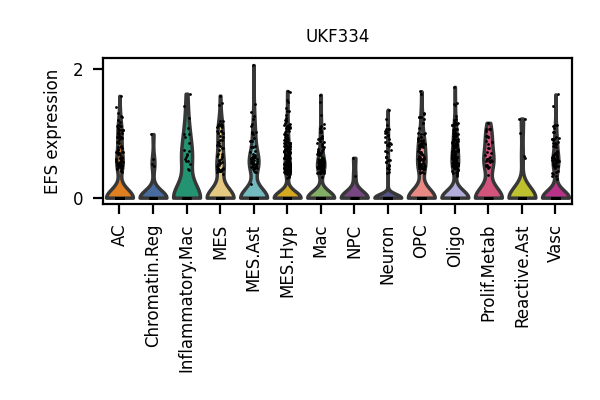 UKF334
EFS expression
2
0
AC
Chromatin.Reg
Inflammatory.Mac
MES
MES.Ast
MES.Hyp
Mac
NPC
Neuron
OPC
Oligo
Prolif.Metab
Reactive.Ast
Vasc